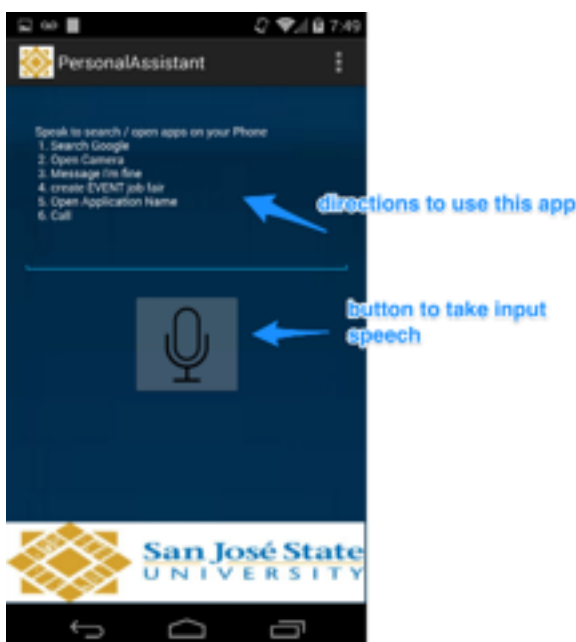 7:49
PersonalAssistant
Speak to search / open apps on your Phone
1. Search Google
2. Open Camera
3. Message I'm fine
4. create EVENT job fair
5. Open Application Name
6. Call
directions to use this app
button to take input
speech
San José State
UNIVERSITY